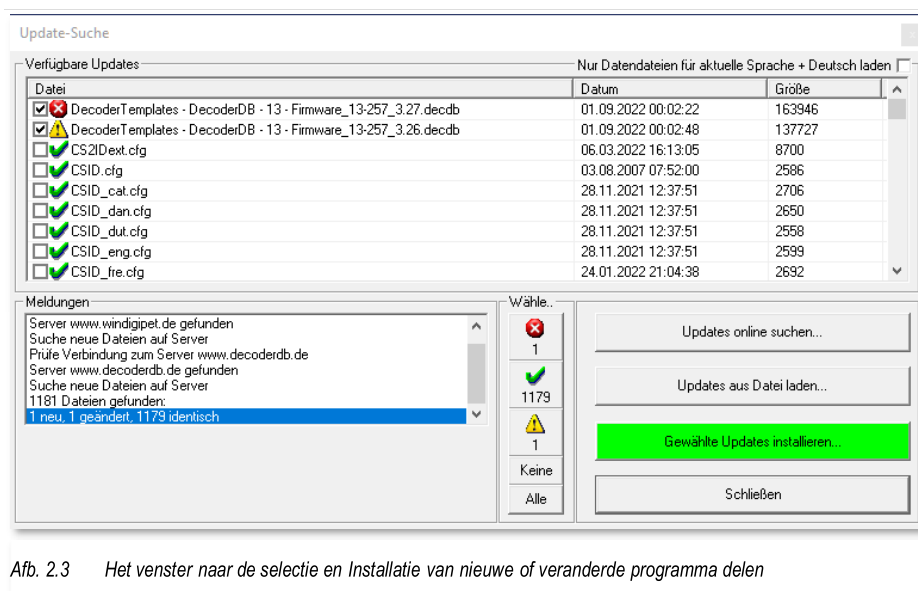 Update-Suche
Verfügbare Updates
Nur Datendateien für aktuelle Sprache + Deutsch laden
Datei Datum Größe
DecoderTemplates - DecoderDB - 13 - Firmware_13-257_3.27.decdb 01.09.2022 00:02:22 163946
DecoderTemplates - DecoderDB - 13 - Firmware_13-257_3.26.decdb 01.09.2022 00:02:48 137727
CS2IDext.cfg 06.03.2022 16:13:05 8700
CSID.cfg 03.08.2007 07:52:00 2586
CSID_cat.cfg 28.11.2021 12:37:51 2706
CSID_dan.cfg 28.11.2021 12:37:51 2650
CSID_dut.cfg 28.11.2021 12:37:51 2558
CSID_eng.cfg 28.11.2021 12:37:51 2599
CSID_fre.cfg 24.01.2022 21:04:38 2692
Meldungen
Server www.windigipet.de gefunden
Suche neue Dateien auf Server
Prüfe Verbindung zum Server www.decoderdb.de
Server www.decoderdb.de gefunden
Suche neue Dateien auf Server
1181 Dateien gefunden:
1 neu, 1 geändert, 1179 identisch
Wähle..
1
1179
1
Keine
Alle
Updates online suchen...
Updates aus Datei laden...
Gewählte Updates installieren...
Schließen
Afb. 2.3 Het venster naar de selectie en Installatie van nieuwe of veranderde programma delen